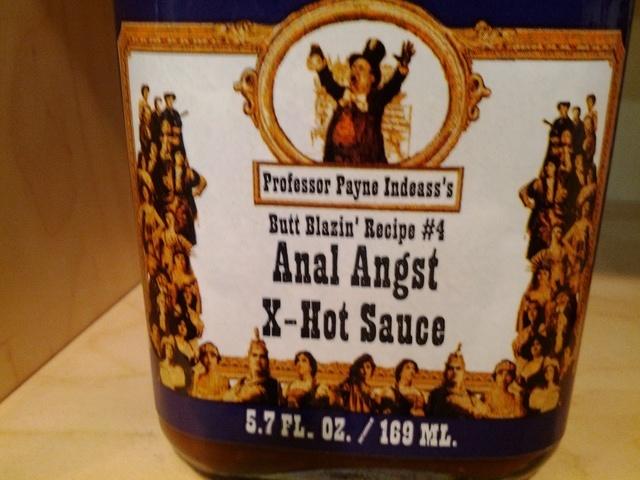 Professor Payne Indeass's
Butt Blazin' Recipe #4
Anal Angst
X-Hot Sauce
5.7 FL. OZ. / 169 ML.